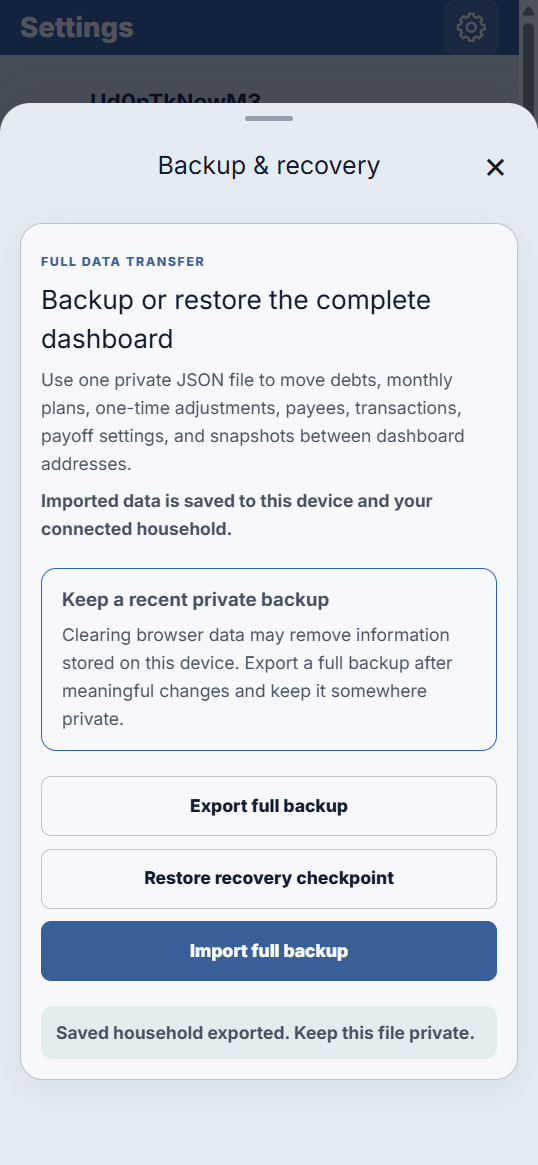 Settings
Backup & recovery
FULL DATA TRANSFER
Backup or restore the complete
dashboard
Use one private JSON file to move debts, monthly
plans, one-time adjustments, payees, transactions,
payoff settings, and snapshots between dashboard
addresses.
Imported data is saved to this device and your
connected household.
Keep a recent private backup
Clearing browser data may remove information
stored on this device. Export a full backup after
meaningful changes and keep it somewhere
private.
Export full backup
Restore recovery checkpoint
Import full backup
Saved household exported. Keep this file private.